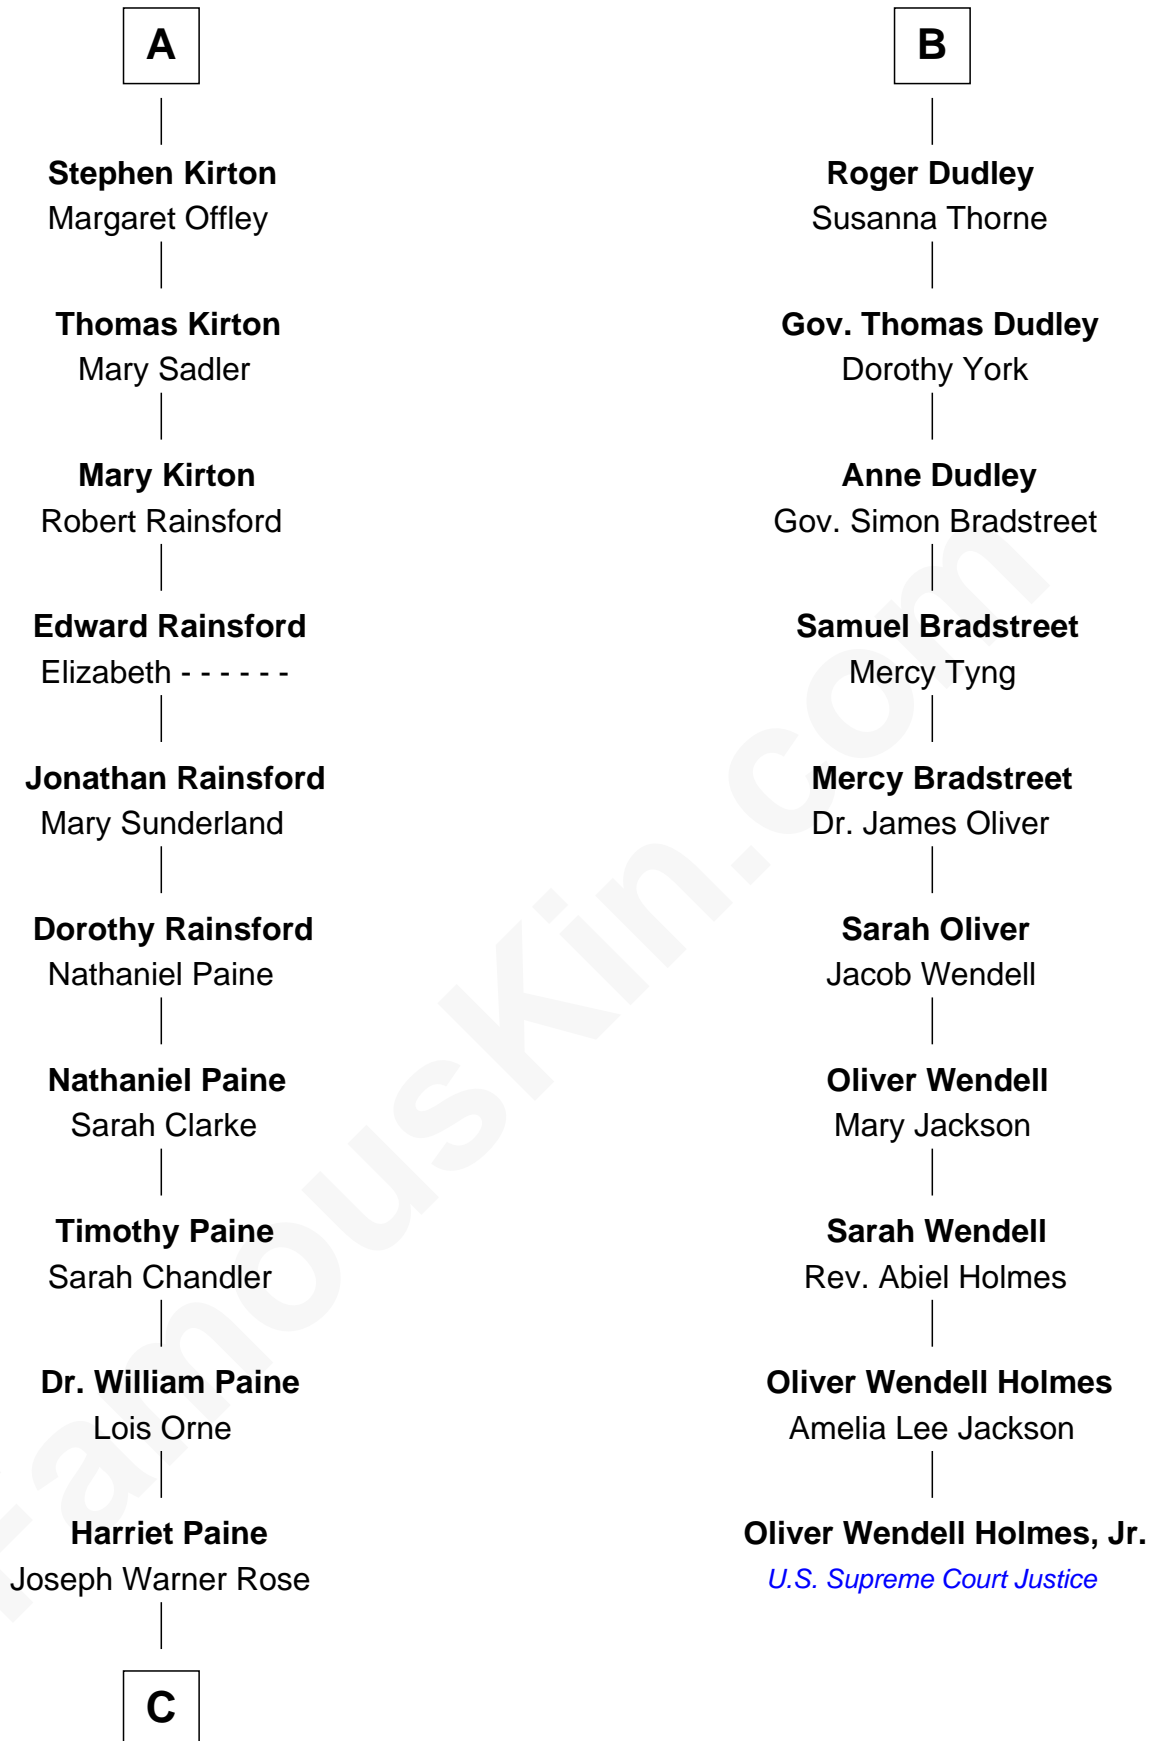 A
Stephen Kirton
Margaret Offley
Thomas Kirton
Mary Sadler
Mary Kirton
Robert Rainsford
Edward Rainsford
Elizabeth - - - - - -
Jonathan Rainsford
Mary Sunderland
Dorothy Rainsford
Nathaniel Paine
Nathaniel Paine
Sarah Clarke
Timothy Paine
Sarah Chandler
Dr. William Paine
Lois Orne
Harriet Paine
Joseph Warner Rose
C
B
Roger Dudley
Susanna Thorne
Gov. Thomas Dudley
Dorothy York
Anne Dudley
Gov. Simon Bradstreet
Samuel Bradstreet
Mercy Tyng
Mercy Bradstreet
Dr. James Oliver
Sarah Oliver
Jacob Wendell
Oliver Wendell
Mary Jackson
Sarah Wendell
Rev. Abiel Holmes
Oliver Wendell Holmes
Amelia Lee Jackson
Oliver Wendell Holmes, Jr.
U.S. Supreme Court Justice
FamousKin.com